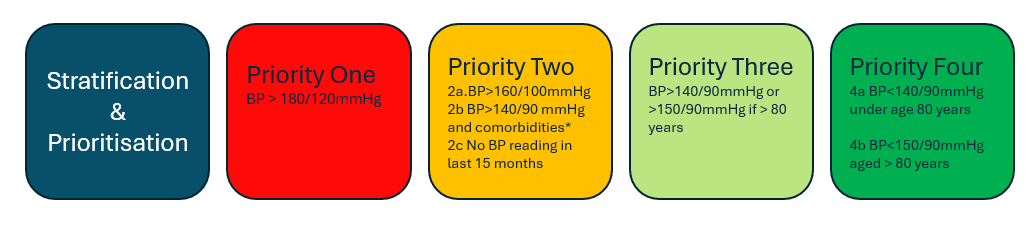 Stratification
&
Prioritisation
Priority One
BP > 180/120mmHg
Priority Two
2a.BP>160/100mmHg
2b BP>140/90 mmHg
and comorbidities*
2c No BP reading in
last 15 months
Priority Three
BP>140/90mmHg or
>150/90mmHg if > 80
years
Priority Four
4a BP<140/90mmHg
under age 80 years
4b BP<150/90mmHg
aged > 80 years